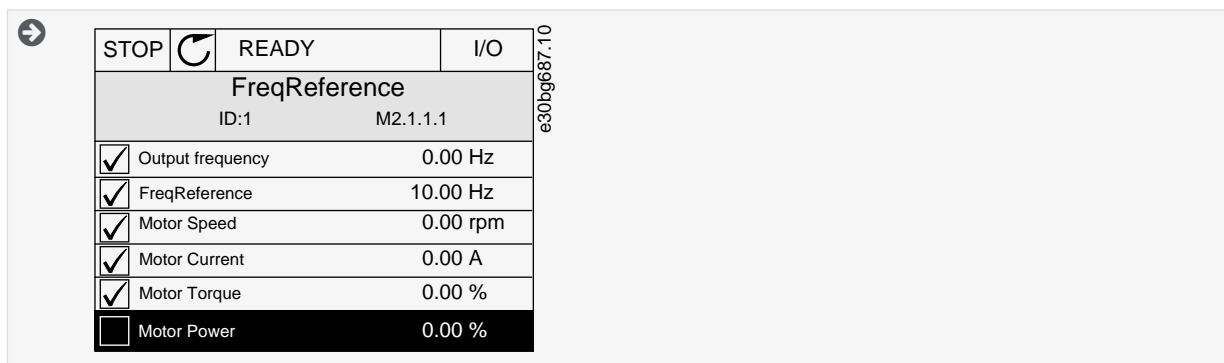 STOP READY I/O
FreqReference
ID:1 M2.1.1.1
Output frequency 0.00 Hz
FreqReference 10.00 Hz
Motor Speed 0.00 rpm
Motor Current 0.00 A
Motor Torque 0.00 %
Motor Power 0.00 %
e30bg687.10